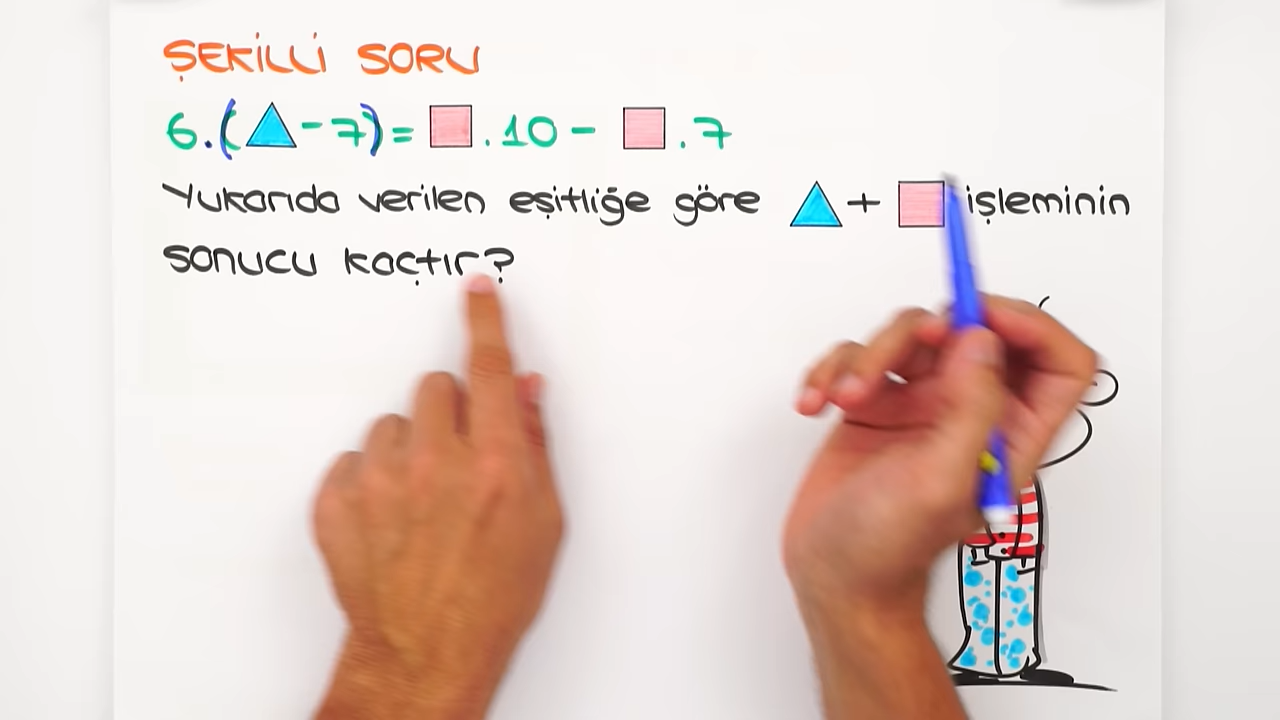 ŞEKİLLİ SORU
6.(△-7)= □.10- □.7
Yukarıda verilen eşitliğe göre △+□ işleminin
sonucu kaçtır?